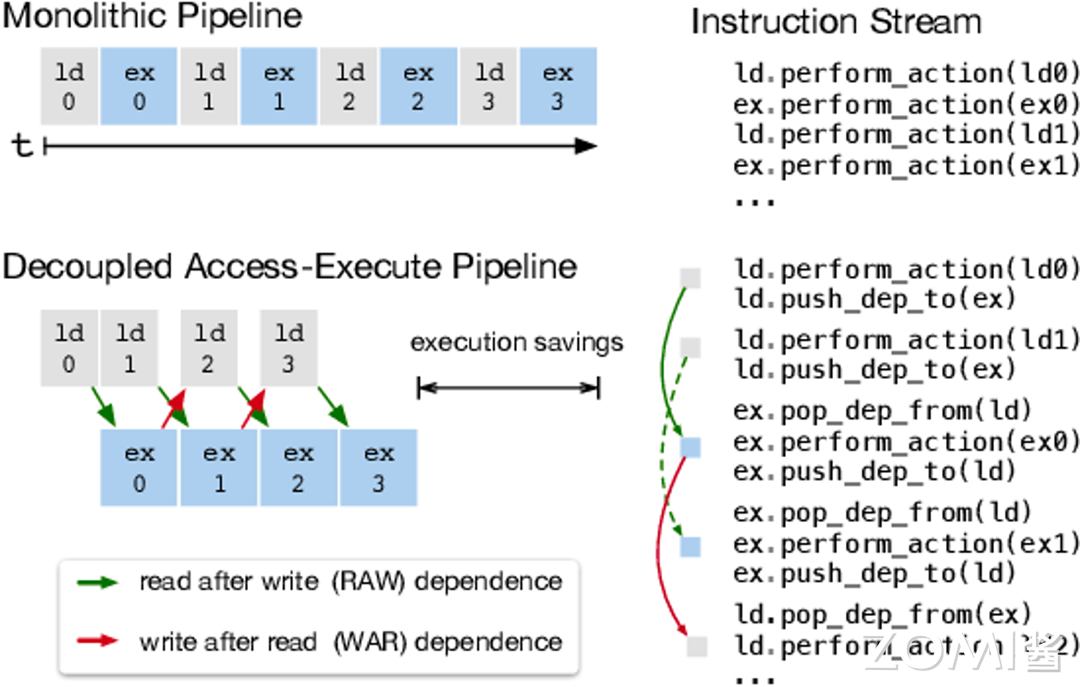 Monolithic Pipeline
ld ex ld ex ld ex ld ex
0 0 1 1 2 2 3 3
t
Instruction Stream
ld.perform_action(ld0)
ex.perform_action(ex0)
ld.perform_action(ld1)
ex.perform_action(ex1)
...
Decoupled Access-Execute Pipeline
ld ld ld ld
0 1 2 3
execution savings
ex ex ex ex
0 1 2 3
read after write (RAW) dependence
write after read (WAR) dependence
ld.perform_action(ld0)
ld.push_dep_to(ex)
ld.perform_action(ld1)
ld.push_dep_to(ex)
ex.pop_dep_from(ld)
ex.perform_action(ex0)
ex.push_dep_to(ld)
ex.pop_dep_from(ld)
ex.perform_action(ex1)
ex.push_dep_to(ld)
ld.pop_dep_from(ex)
ld.perform_action(ld2)
...
ZOMI酱